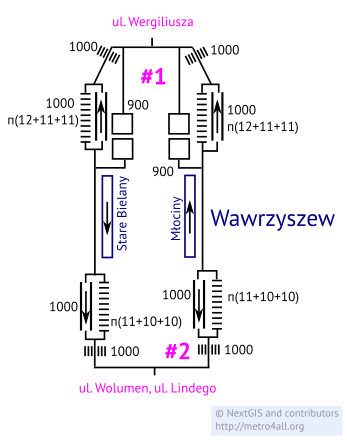 ul. Wergiliusza
1000
1000
#1
1000
900
1000
п(12+11+11)
п(12+11+11)
900
Stare Bielany
Młociny
Wawrzyszew
1000
1000
п(11+10+10)
п(11+10+10)
1000
#2
1000
ul. Wolumen, ul. Lindego
© NextGIS and contributors
http://metro4all.org